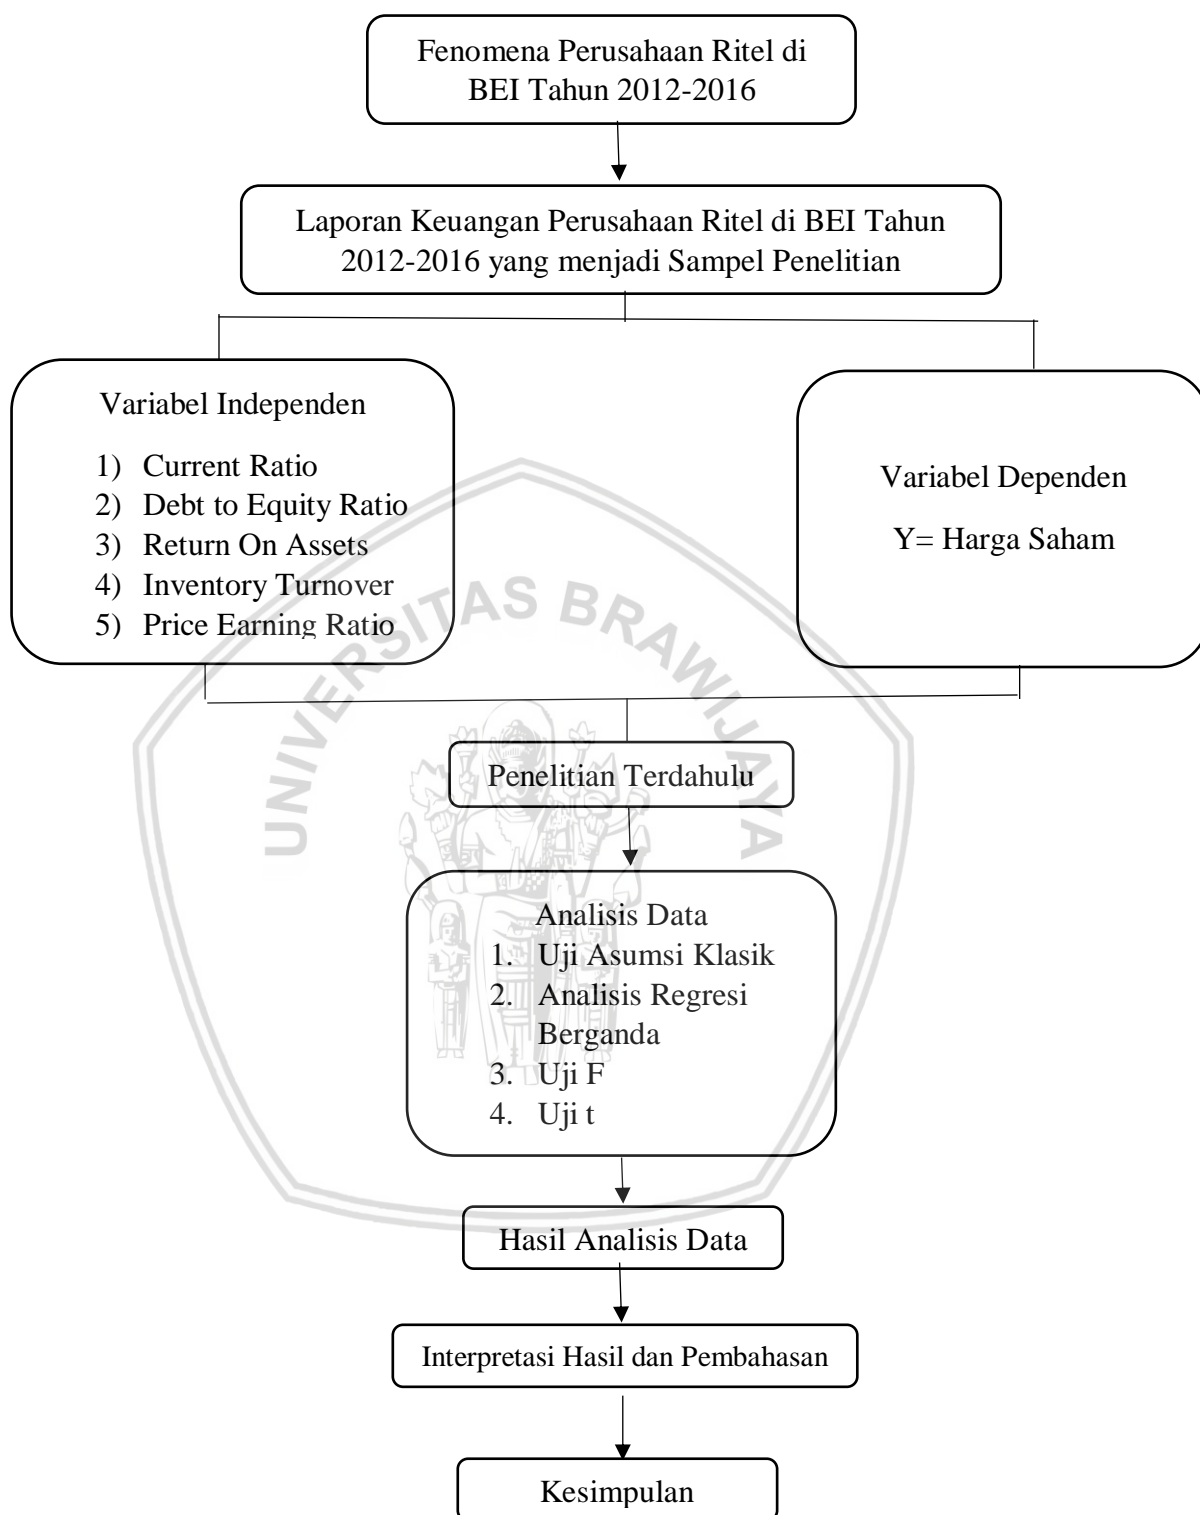 Fenomena Perusahaan Ritel di
BEI Tahun 2012-2016
Laporan Keuangan Perusahaan Ritel di BEI Tahun
2012-2016 yang menjadi Sampel Penelitian
Variabel Independen
1) Current Ratio
2) Debt to Equity Ratio
3) Return On Assets
4) Inventory Turnover
5) Price Earning Ratio
Variabel Dependen
Y= Harga Saham
UNIVERSITAS BRAWIJAYA
Penelitian Terdahulu
Analisis Data
1. Uji Asumsi Klasik
2. Analisis Regresi
Berganda
3. Uji F
4. Uji t
Hasil Analisis Data
Interpretasi Hasil dan Pembahasan
Kesimpulan